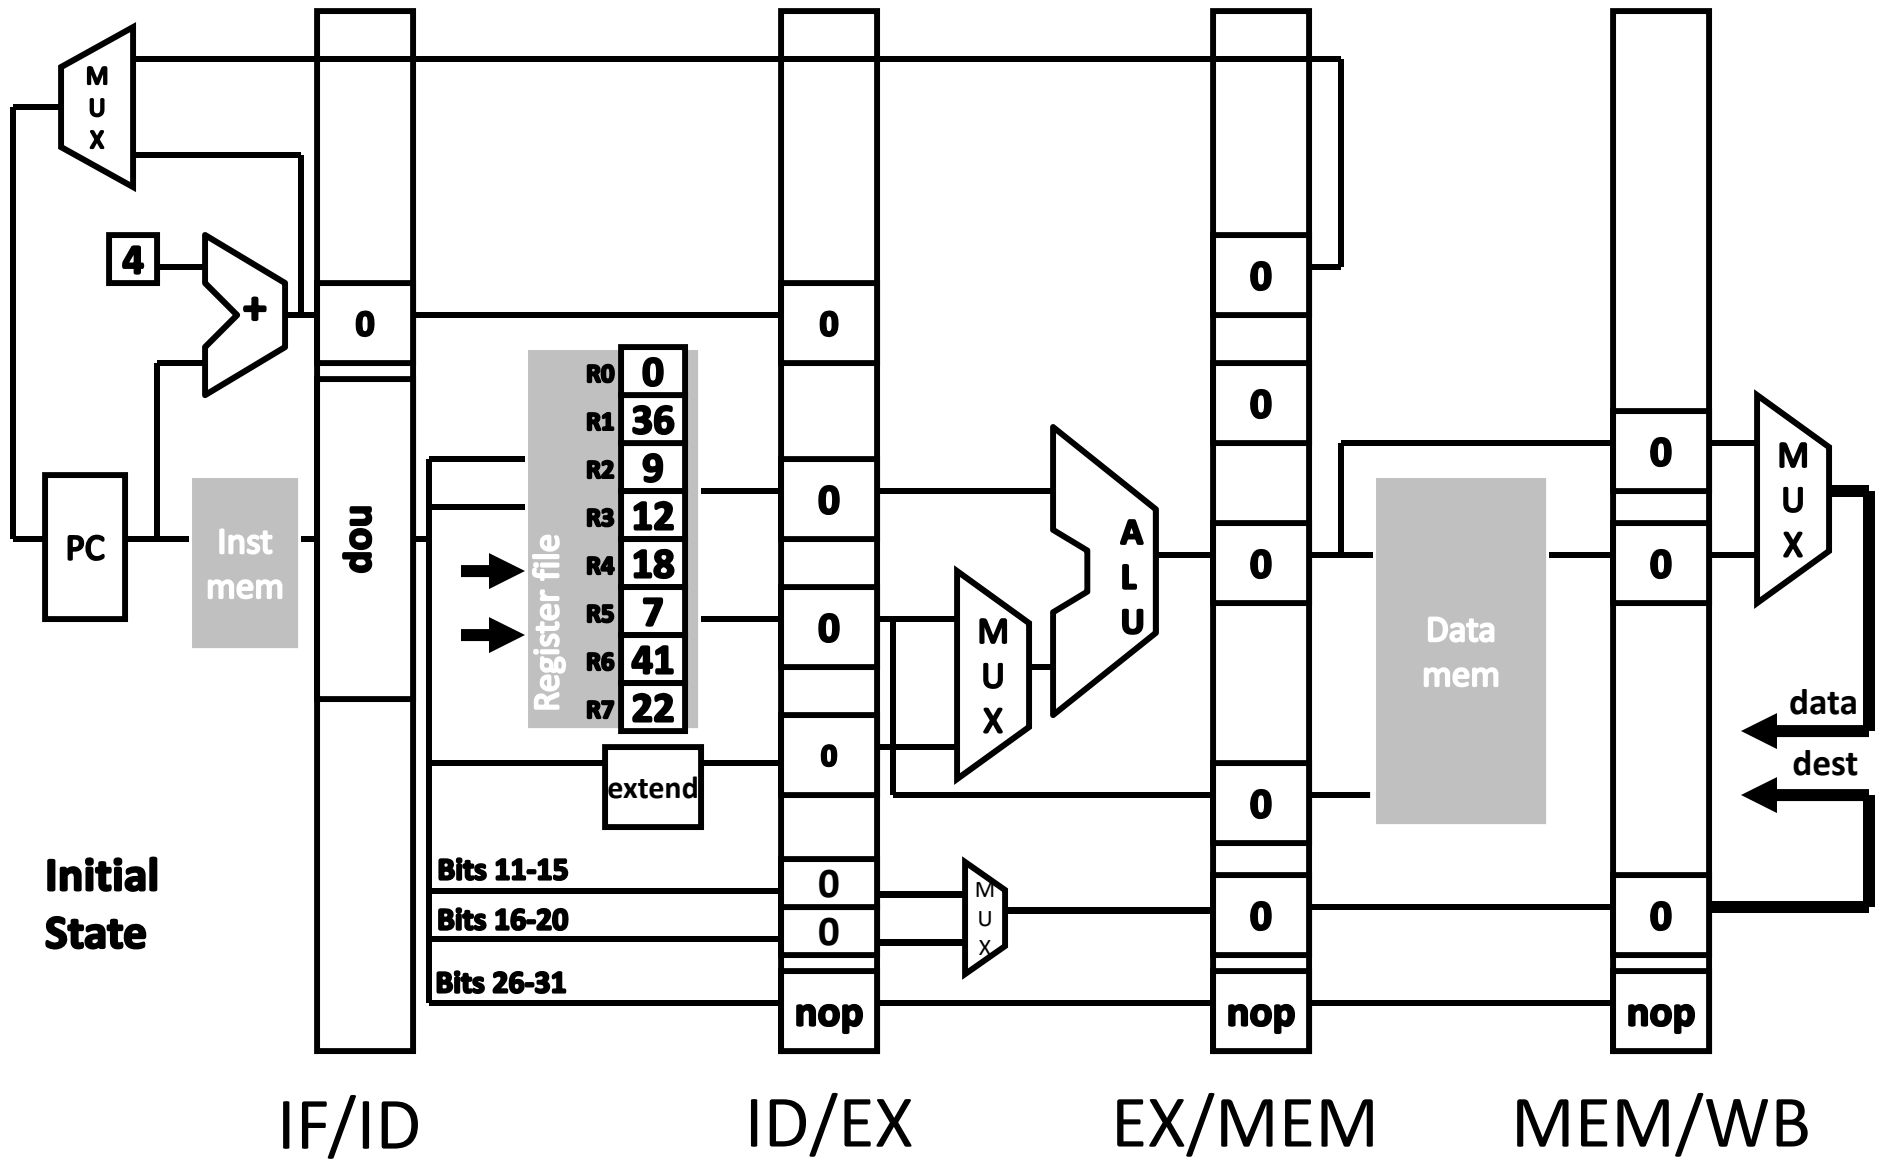 M
U
X
4
+
0
0
0
R0 0
R1 36
R2 9
R3 12
R4 18
R5 7
R6 41
R7 22
Register file
PC
Inst
mem
nop
0
0
0
extend
M
U
X
A
L
U
0
0
0
Data
mem
0
0
M
U
X
data
dest
Initial
State
Bits 11-15
Bits 16-20
Bits 26-31
0
0
M
U
X
0
0
nop
nop
nop
IF/ID
ID/EX
EX/MEM
MEM/WB